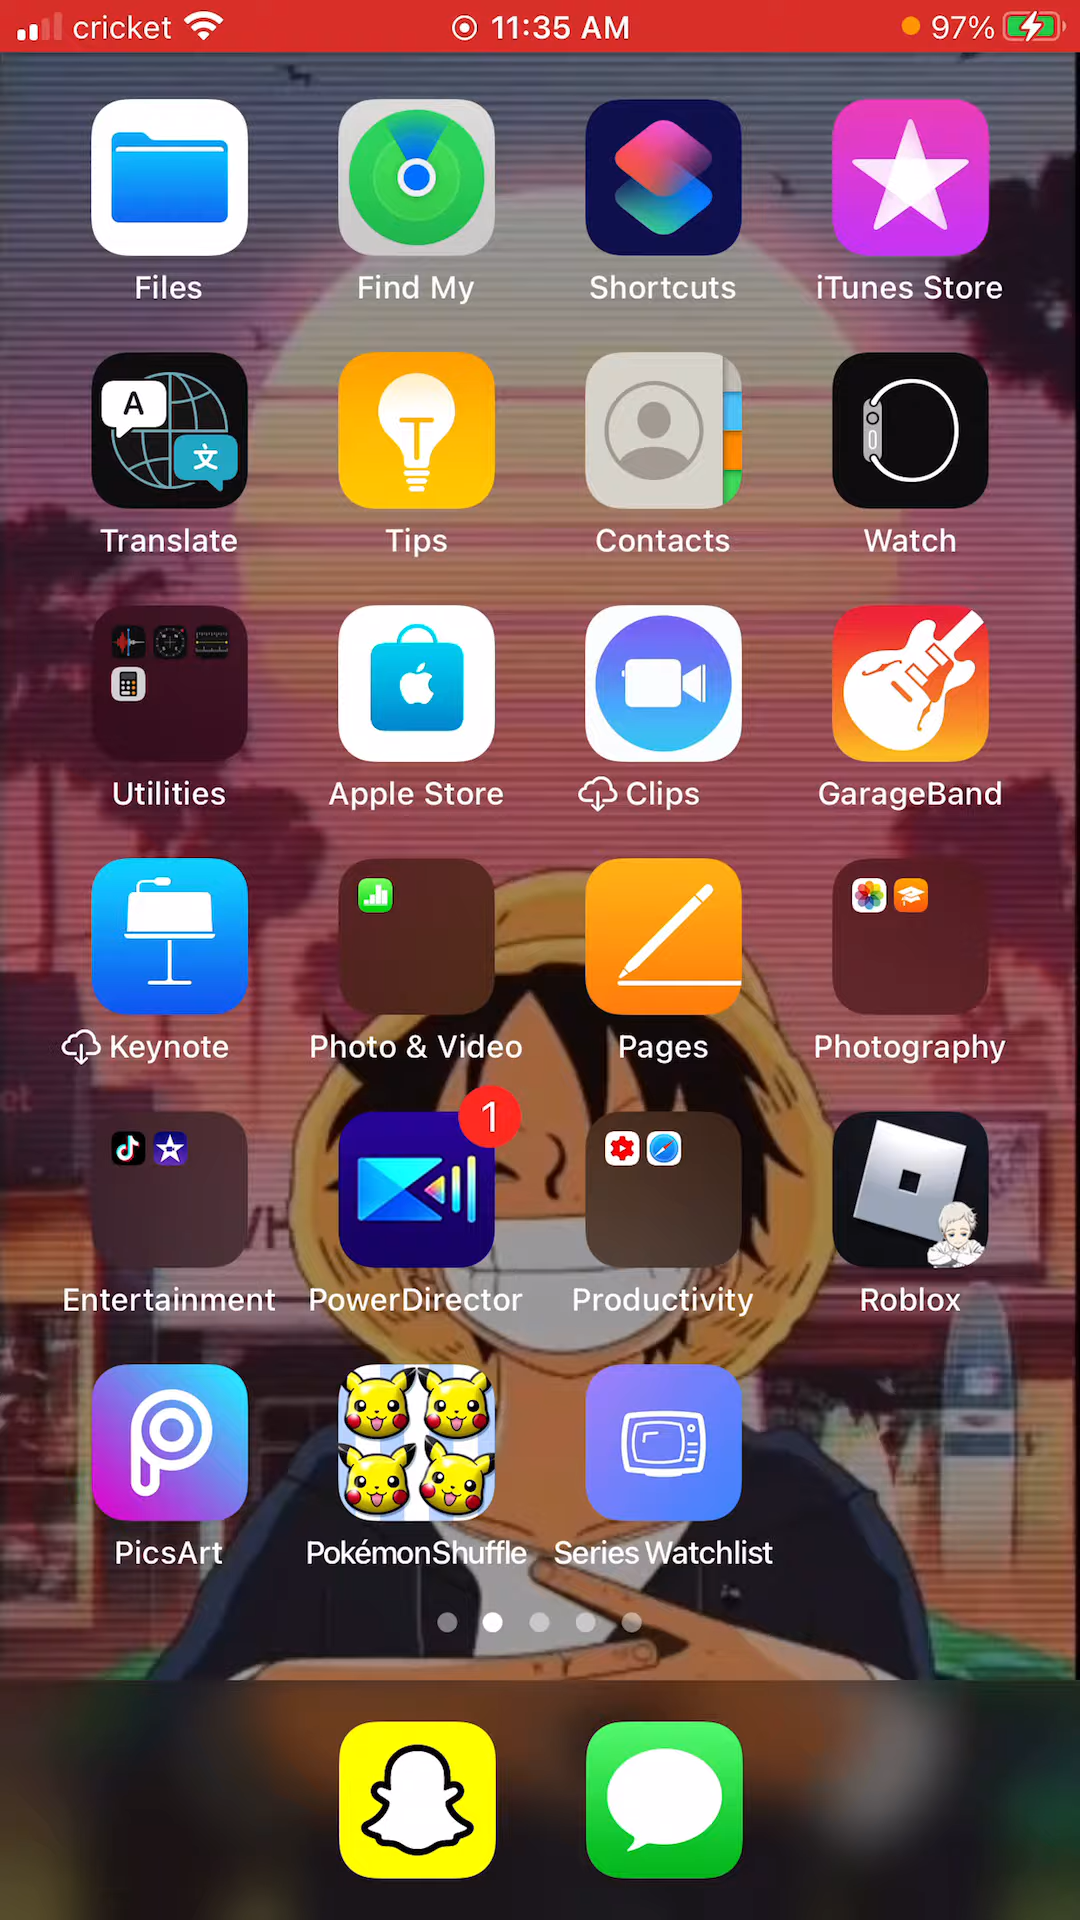 cricket 11:35 AM 97%
Files Find My Shortcuts iTunes Store
A
文
Translate Tips Contacts Watch
Utilities Apple Store Clips GarageBand
Keynote Photo & Video Pages Photography
1
Entertainment PowerDirector Productivity Roblox
PicsArt PokémonShuffle Series Watchlist